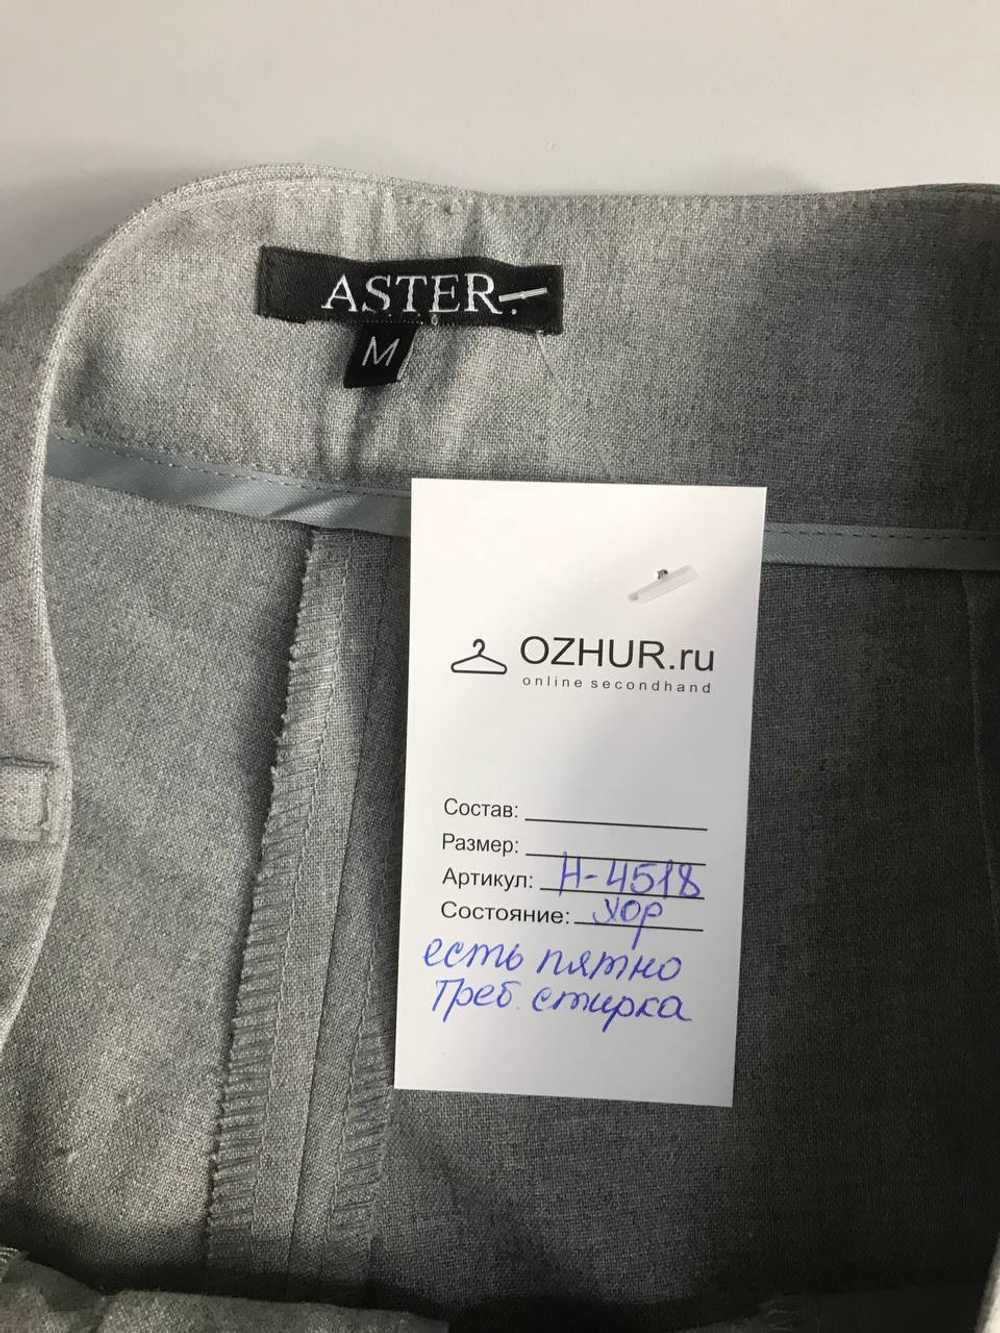 ASTER.
M
OZHUR.ru
online secondhand
Состав:
Размер:
Артикул: Н-4518
Состояние: хор
есть пятно
Треб. стирка